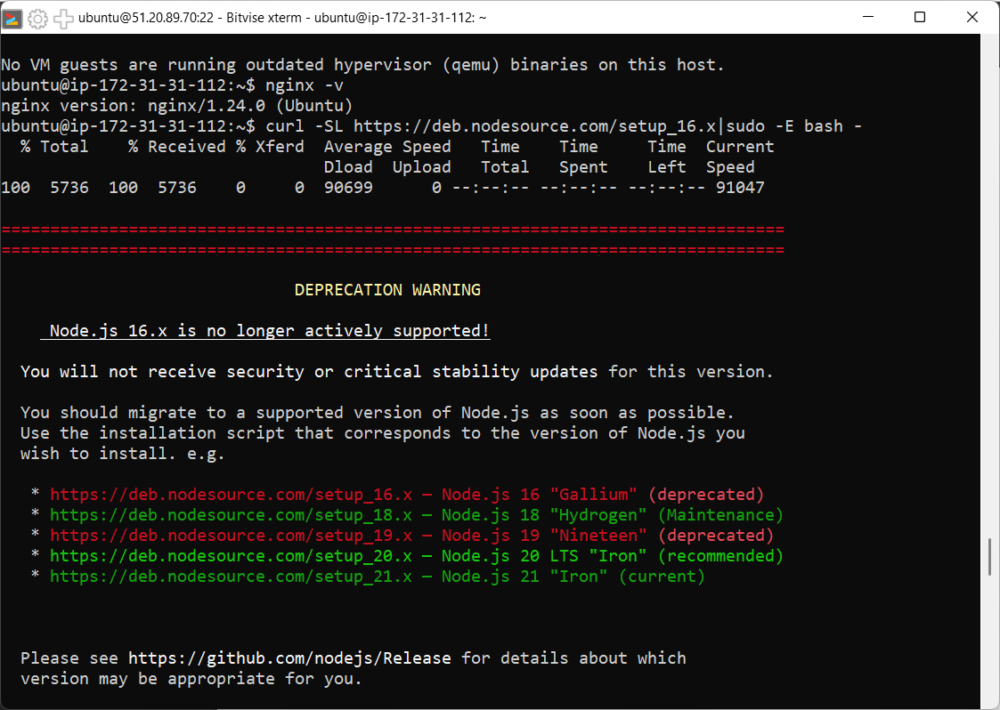 ubuntu@51.20.89.70:22 - Bitvise xterm - ubuntu@ip-172-31-31-112: ~
No VM guests are running outdated hypervisor (qemu) binaries on this host.
ubuntu@ip-172-31-31-112:~$ nginx -v
nginx version: nginx/1.24.0 (Ubuntu)
ubuntu@ip-172-31-31-112:~$ curl -SL https://deb.nodesource.com/setup_16.x|sudo -E bash -
  % Total    % Received % Xferd  Average Speed   Time    Time     Time  Current
                                 Dload  Upload   Total   Spent    Left  Speed
100  5736  100  5736    0     0  90699      0 --:--:-- --:--:-- --:--:-- 91047
================================================================================
================================================================================
DEPRECATION WARNING
Node.js 16.x is no longer actively supported!
You will not receive security or critical stability updates for this version.
You should migrate to a supported version of Node.js as soon as possible.
Use the installation script that corresponds to the version of Node.js you
wish to install. e.g.
* https://deb.nodesource.com/setup_16.x — Node.js 16 "Gallium" (deprecated)
* https://deb.nodesource.com/setup_18.x — Node.js 18 "Hydrogen" (Maintenance)
* https://deb.nodesource.com/setup_19.x — Node.js 19 "Nineteen" (deprecated)
* https://deb.nodesource.com/setup_20.x — Node.js 20 LTS "Iron" (recommended)
* https://deb.nodesource.com/setup_21.x — Node.js 21 "Iron" (current)
Please see https://github.com/nodejs/Release for details about which
version may be appropriate for you.